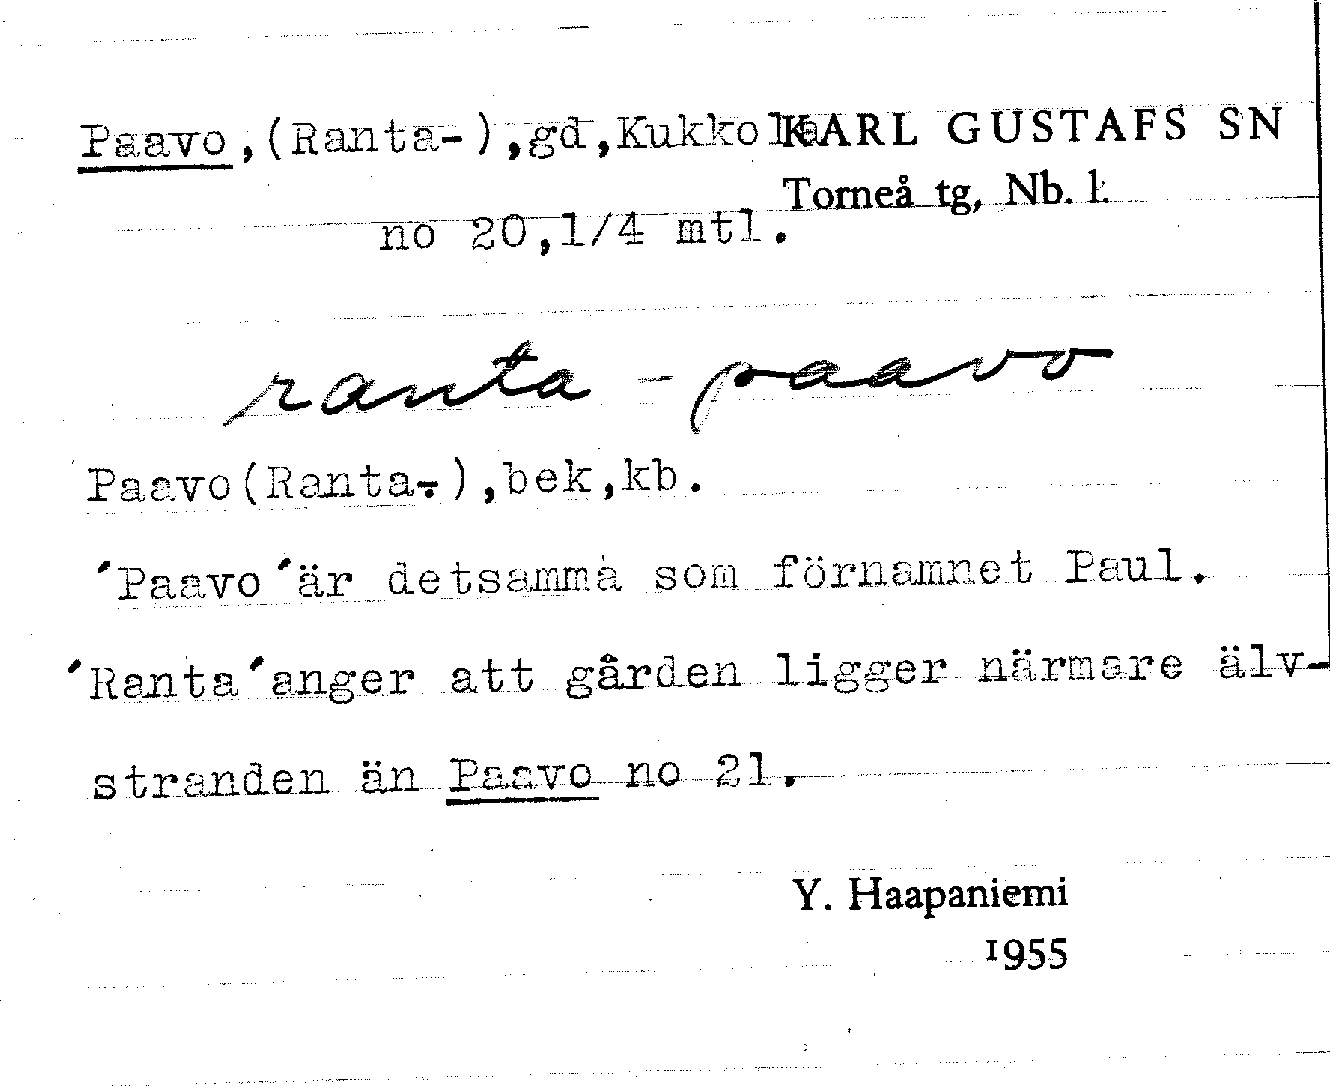 Paavo,(Ranta-),gd,Kukkola KARL GUSTAFS SN
Torneå tg, Nb. l.
no 20,1/4 mtl.
ranta - paavo
Paavo(Ranta-),bek,kb.
'Paavo'är detsamma som förnamnet Paul.
'Ranta'anger att gården ligger närmare älv-
stranden än Paavo no 21.
Y. Haapaniemi
1955